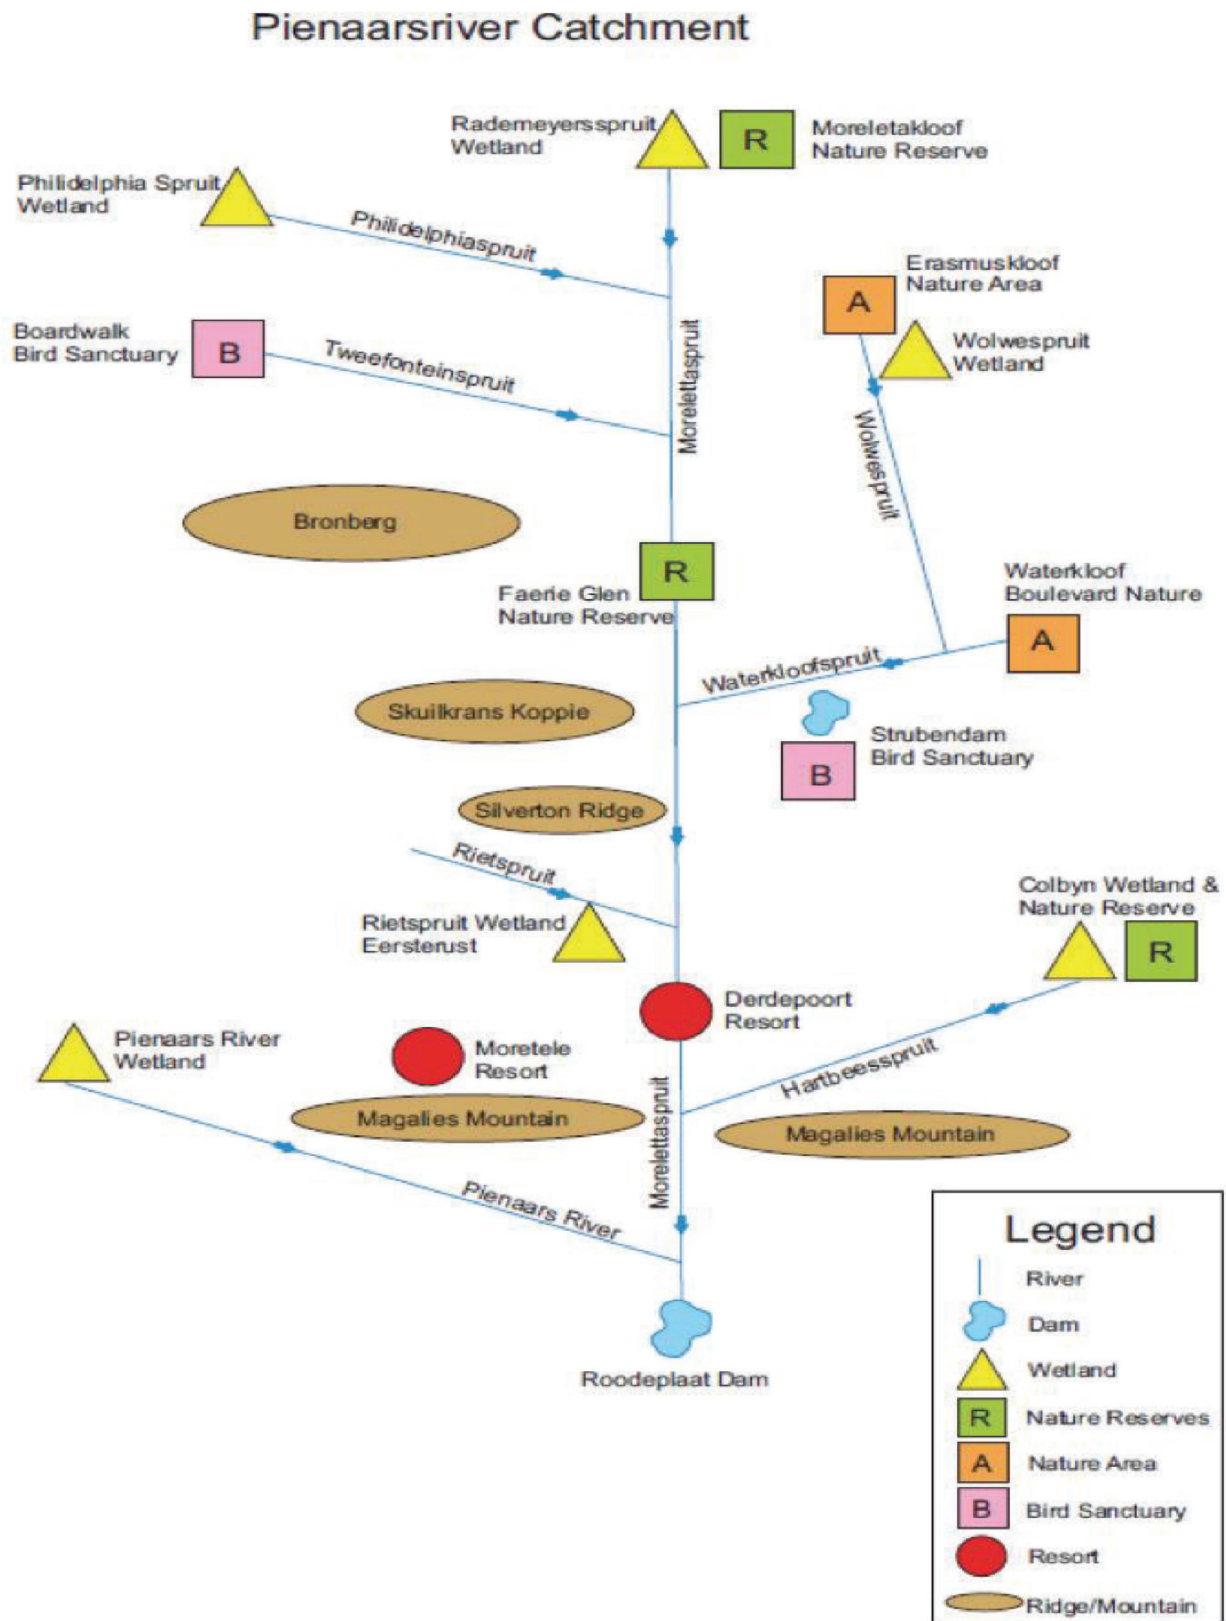 Pienaarsriver Catchment
Rademeyersspruit
Wetland
R
Moreletakloof
Nature Reserve
Philidelphia Spruit
Wetland
Philidelphiaspruit
Erasmuskloof
Nature Area
A
Boardwalk
Bird Sanctuary
B
Tweefonteinspruit
Morelettaspruit
Wolwespruit
Wetland
Wolwespruit
Bronberg
R
Faerie Glen
Nature Reserve
Waterkloof
Boulevard Nature
A
Waterkloofspruit
Skuilkrans Koppie
Strubendam
Bird Sanctuary
B
Silverton Ridge
Rietspruit
Rietspruit Wetland
Eersterust
Colbyn Wetland &
Nature Reserve
R
Derdepoort
Resort
Pienaars River
Wetland
Moretele
Resort
Hartbeesspruit
Magalies Mountain
Morelettaspruit
Magalies Mountain
Pienaars River
Roodeplaat Dam
Legend
River
Dam
Wetland
R
Nature Reserves
A
Nature Area
B
Bird Sanctuary
Resort
Ridge/Mountain